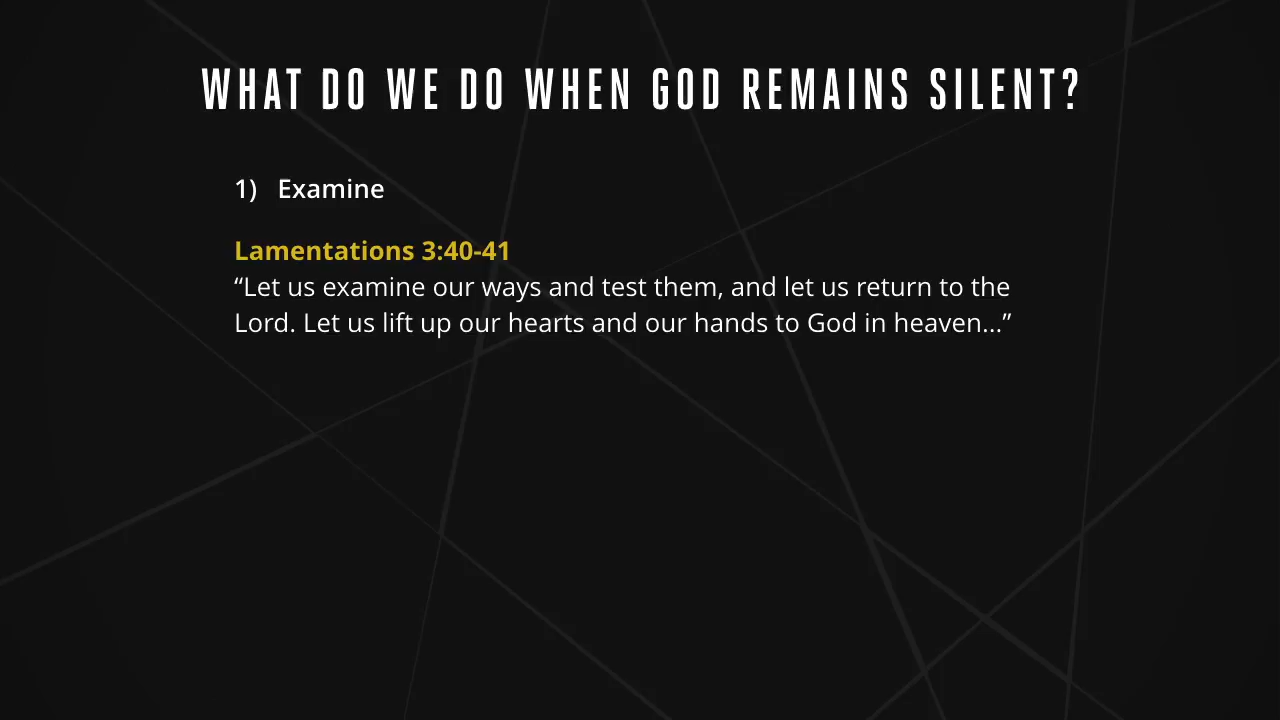 WHAT DO WE DO WHEN GOD REMAINS SILENT?
1) Examine
Lamentations 3:40-41
“Let us examine our ways and test them, and let us return to the
Lord. Let us lift up our hearts and our hands to God in heaven…”